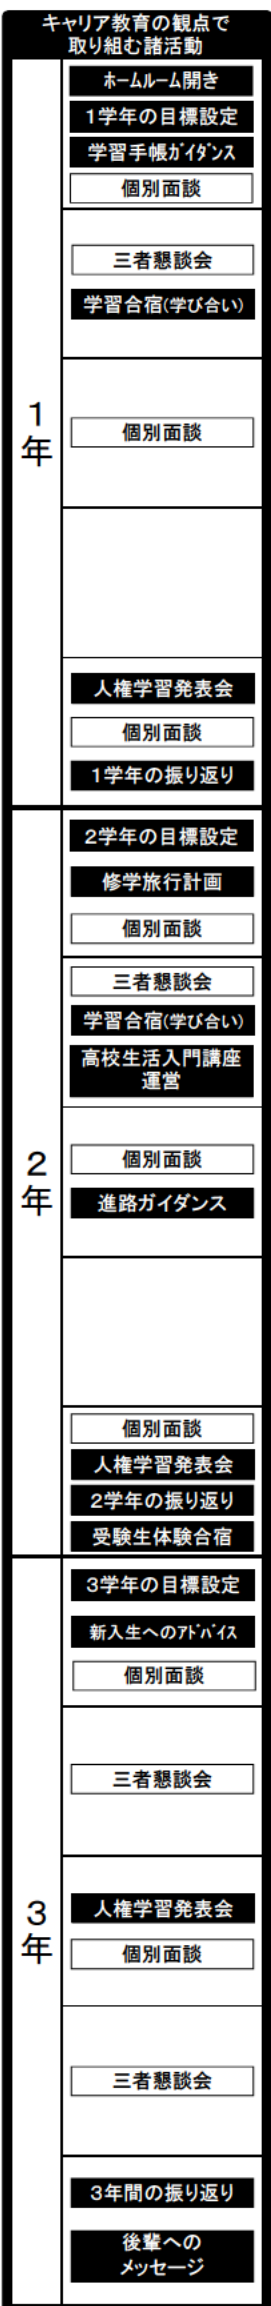 キャリア教育の観点で
取り組む諸活動
1
年
ホームルーム開き
1学年の目標設定
学習手帳ガイダンス
個別面談
三者懇談会
学習合宿(学び合い)
個別面談
人権学習発表会
個別面談
1学年の振り返り
2
年
2学年の目標設定
修学旅行計画
個別面談
三者懇談会
学習合宿(学び合い)
高校生活入門講座
運営
個別面談
進路ガイダンス
個別面談
人権学習発表会
2学年の振り返り
受験生体験合宿
3
年
3学年の目標設定
新入生へのアドバイス
個別面談
三者懇談会
人権学習発表会
個別面談
三者懇談会
3年間の振り返り
後輩への
メッセージ